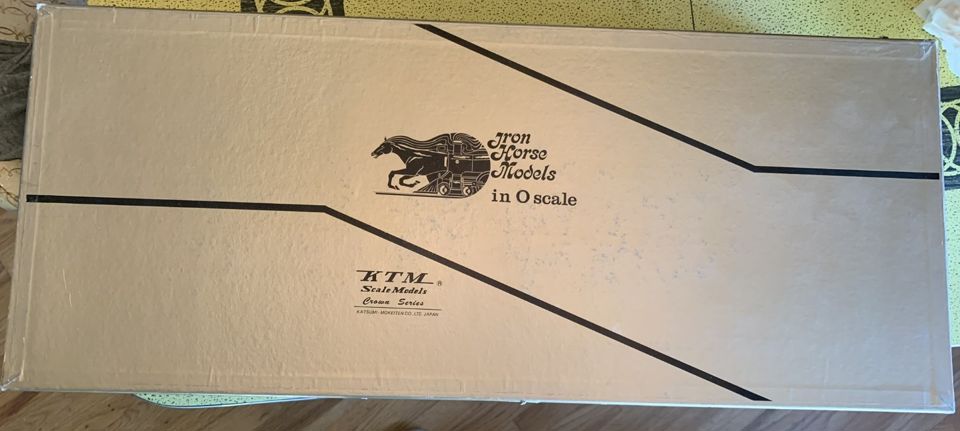 Iron
Horse
Models
in O scale
KTM ®
Scale Models
Crown Series
KATSUMI-MOKEITEN CO., LTD. JAPAN